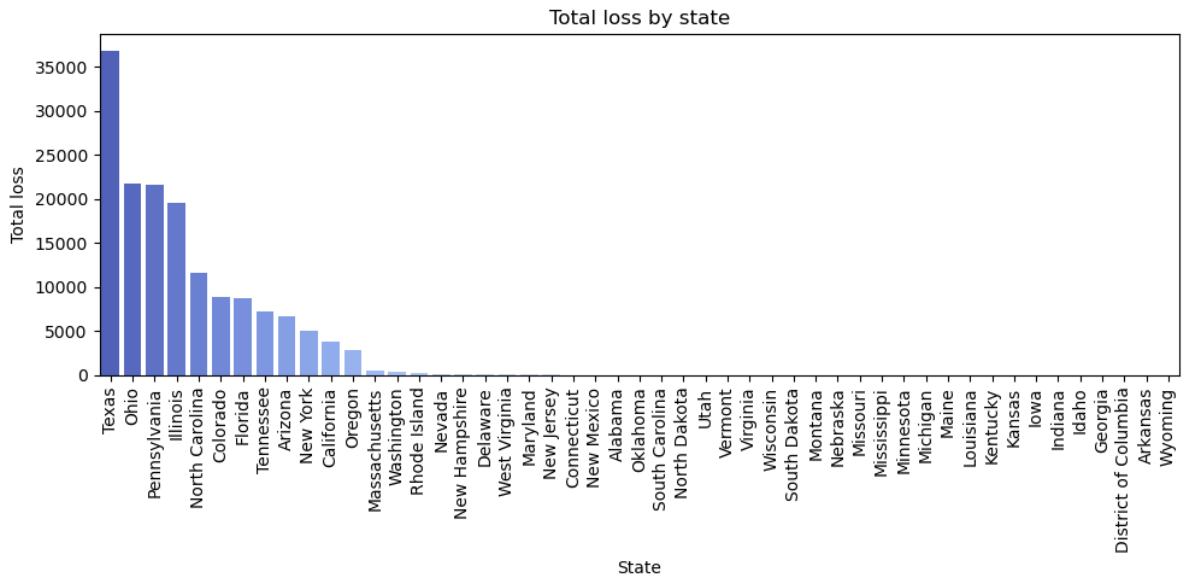 Total loss by state
Total loss
35000
30000
25000
20000
15000
10000
5000
0
Texas
Ohio
Pennsylvania
Illinois
North Carolina
Colorado
Florida
Tennessee
Arizona
New York
California
Oregon
Massachusetts
Washington
Rhode Island
Nevada
New Hampshire
Delaware
West Virginia
Maryland
New Jersey
Connecticut
New Mexico
Alabama
Oklahoma
South Carolina
North Dakota
Utah
Vermont
Virginia
Wisconsin
South Dakota
Montana
Nebraska
Missouri
Mississippi
Minnesota
Michigan
Maine
Louisiana
Kentucky
Kansas
Iowa
Indiana
Idaho
Georgia
District of Columbia
Arkansas
Wyoming
State